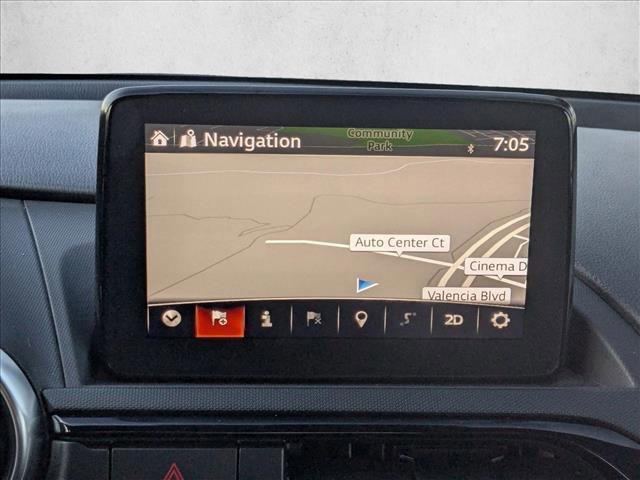 Navigation
Community
Park
7:05
Auto Center Ct
Cinema D
Valencia Blvd
2D